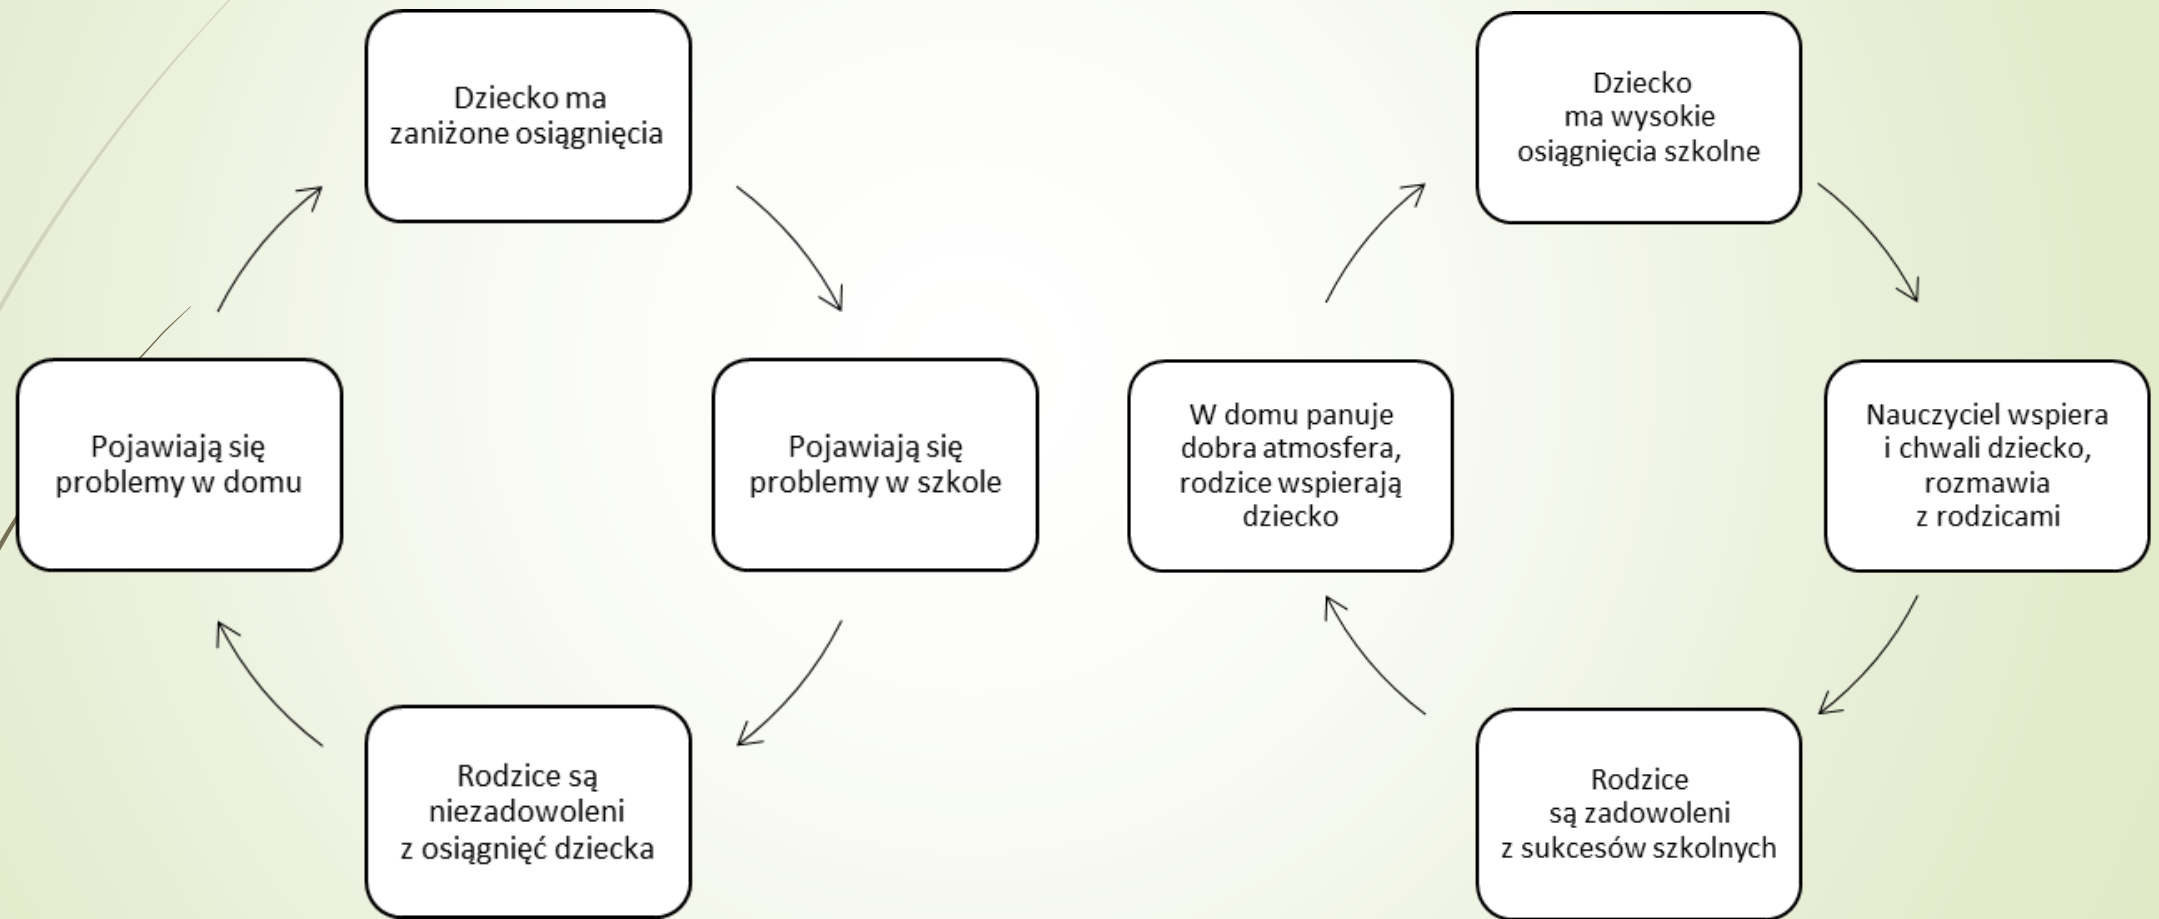 Dziecko ma
zaniżone osiągnięcia
Pojawiają się
problemy w szkole
Rodzice są
niezadowoleni
z osiągnięć dziecka
Pojawiają się
problemy w domu
Dziecko
ma wysokie
osiągnięcia szkolne
Nauczyciel wspiera
i chwali dziecko,
rozmawia
z rodzicami
Rodzice
są zadowoleni
z sukcesów szkolnych
W domu panuje
dobra atmosfera,
rodzice wspierają
dziecko